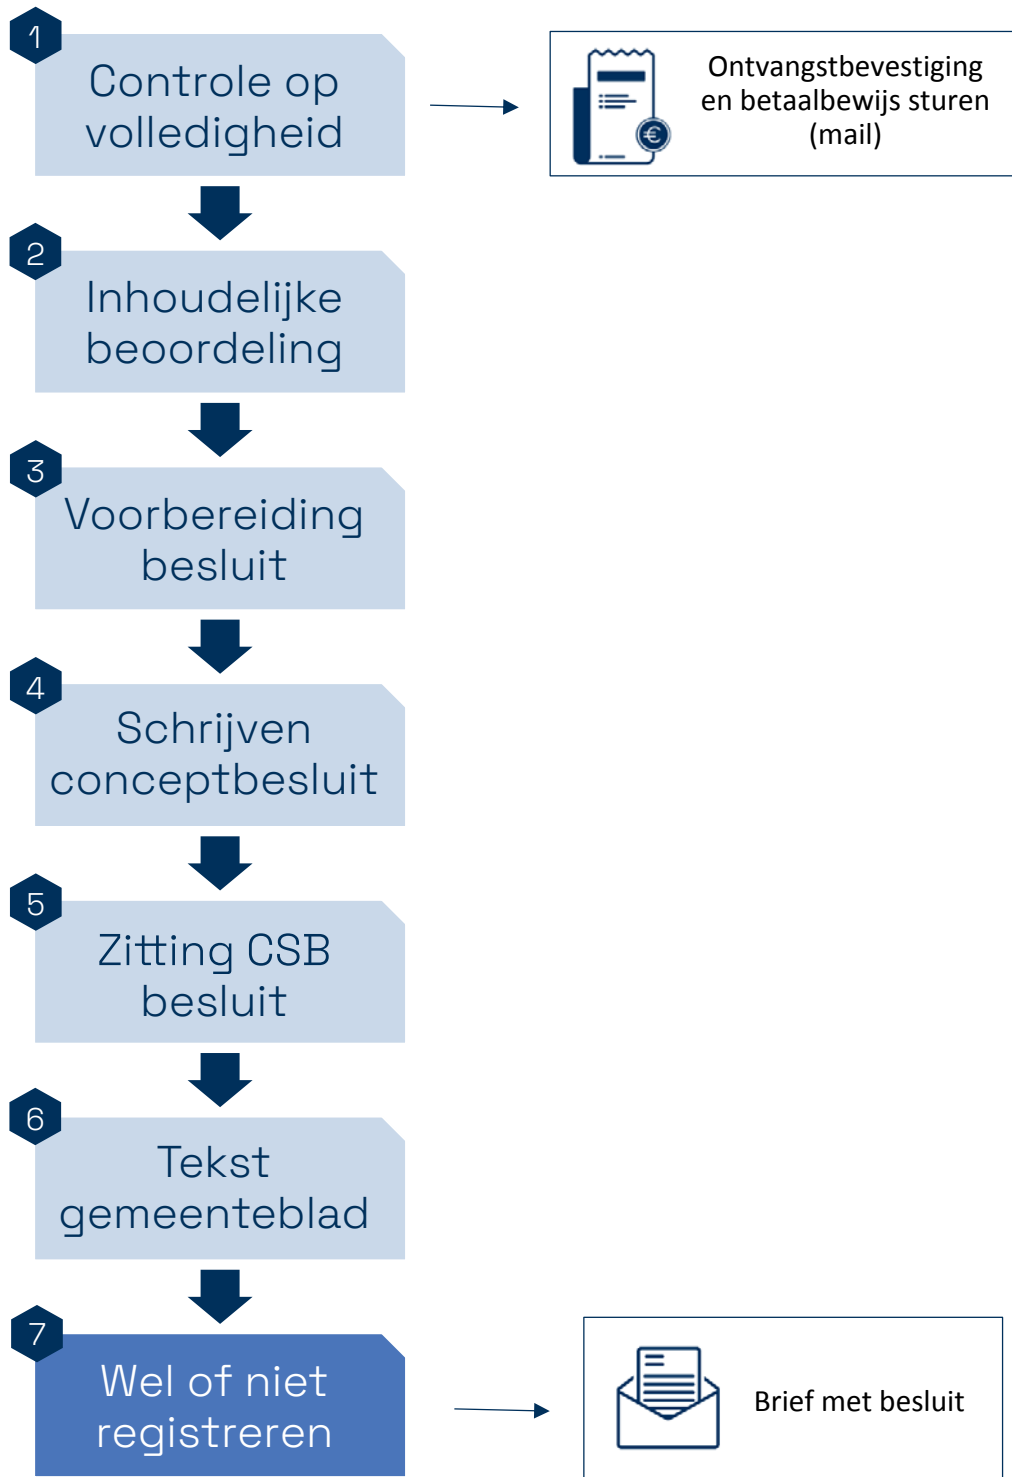 1
Controle op
volledigheid
Ontvangstbevestiging
en betaalbewijs sturen
(mail)
€
2
Inhoudelijke
beoordeling
3
Voorbereiding
besluit
4
Schrijven
conceptbesluit
5
Zitting CSB
besluit
6
Tekst
gemeenteblad
7
Wel of niet
registreren
Brief met besluit